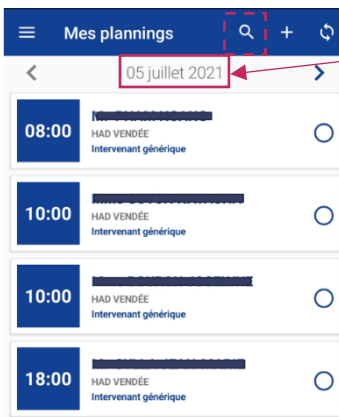 Mes plannings
05 juillet 2021
08:00
HAD VENDÉE
Intervenant générique
10:00
HAD VENDÉE
Intervenant générique
10:00
HAD VENDÉE
Intervenant générique
18:00
HAD VENDÉE
Intervenant générique